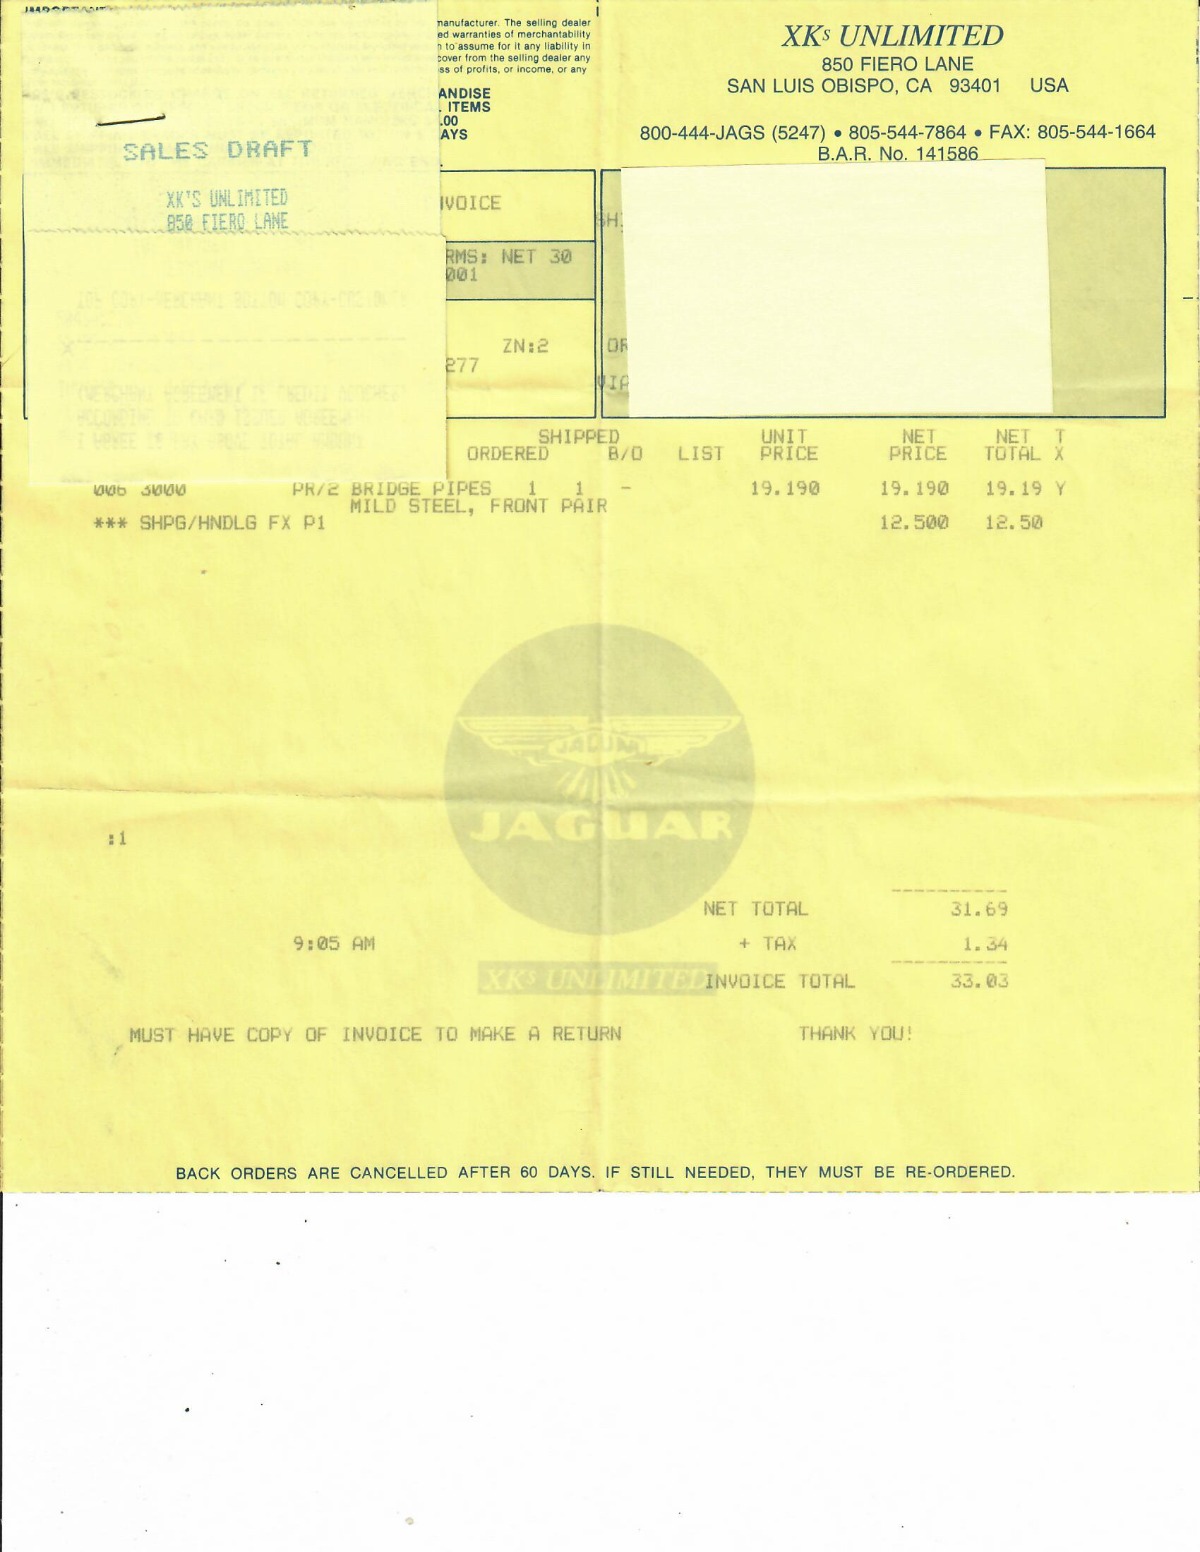 manufacturer. The selling dealer
ed warranties of merchantability
to assume for it any liability in
cover from the selling dealer any
ss of profits, or income, or any
ANDISE
ITEMS
.00
AYS
XKs UNLIMITED
850 FIERO LANE
SAN LUIS OBISPO, CA 93401 USA
800-444-JAGS (5247) • 805-544-7864 • FAX: 805-544-1664
B.A.R. No. 141586
SALES DRAFT
XK'S UNLIMITED
850 FIERO LANE
NVOICE
RMS: NET 30
001
ZN:2
277
SHIPPED UNIT NET NET T
ORDERED B/O LIST PRICE PRICE TOTAL X
006 3000 PR/2 BRIDGE PIPES 1 1 - 19.190 19.190 19.19 Y
MILD STEEL, FRONT PAIR
*** SHPG/HNDLG FX P1 12.500 12.50
JAGUAR
:1
NET TOTAL 31.69
9:05 AM + TAX 1.34
XKs UNLIMITED
INVOICE TOTAL 33.03
MUST HAVE COPY OF INVOICE TO MAKE A RETURN THANK YOU!
BACK ORDERS ARE CANCELLED AFTER 60 DAYS. IF STILL NEEDED, THEY MUST BE RE-ORDERED.